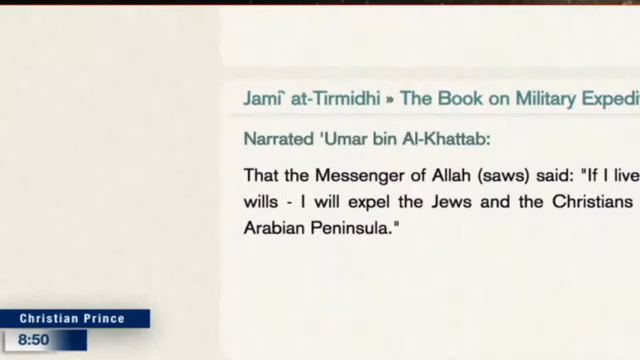 Jami` at-Tirmidhi » The Book on Military Expedi
Narrated 'Umar bin Al-Khattab:
That the Messenger of Allah (saws) said: "If I live
wills - I will expel the Jews and the Christians
Arabian Peninsula."
Christian Prince
8:50